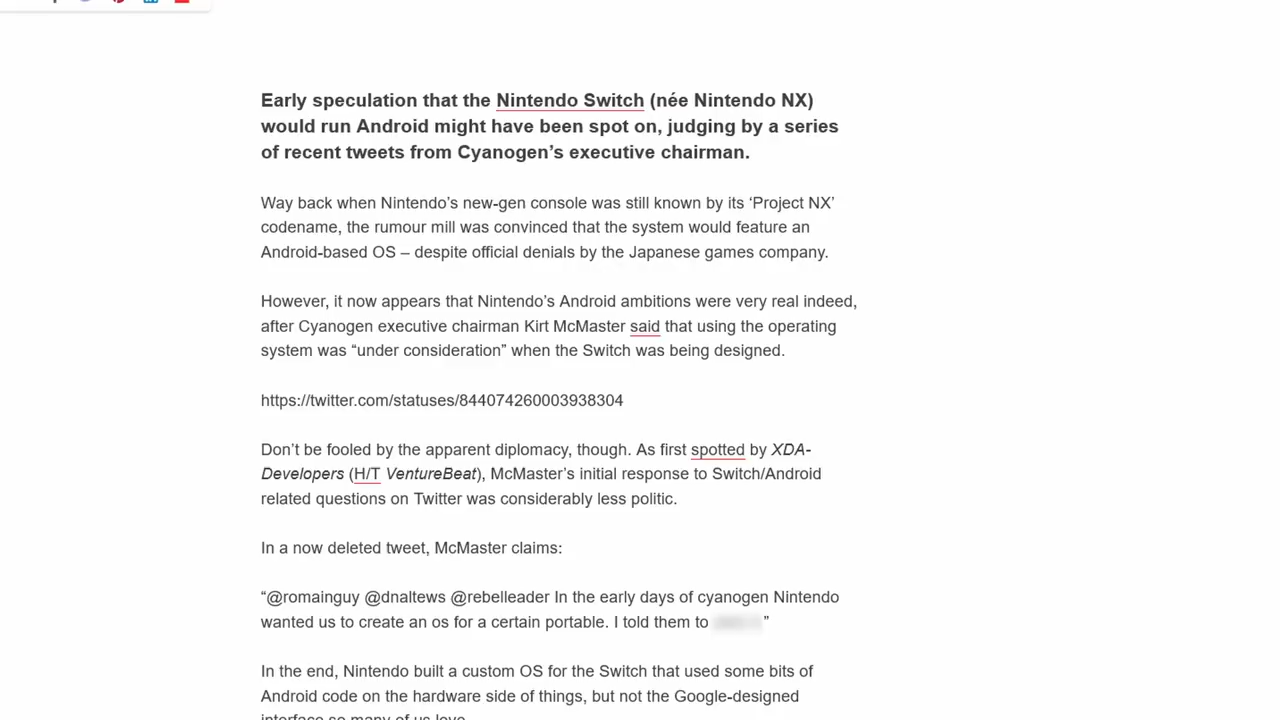 Early speculation that the Nintendo Switch (née Nintendo NX)
would run Android might have been spot on, judging by a series
of recent tweets from Cyanogen’s executive chairman.
Way back when Nintendo’s new-gen console was still known by its ‘Project NX’
codename, the rumour mill was convinced that the system would feature an
Android-based OS – despite official denials by the Japanese games company.
However, it now appears that Nintendo’s Android ambitions were very real indeed,
after Cyanogen executive chairman Kirt McMaster said that using the operating
system was “under consideration” when the Switch was being designed.
https://twitter.com/statuses/844074260003938304
Don’t be fooled by the apparent diplomacy, though. As first spotted by XDA-
Developers (H/T VentureBeat), McMaster’s initial response to Switch/Android
related questions on Twitter was considerably less politic.
In a now deleted tweet, McMaster claims:
“@romainguy @dnaltews @rebelleader In the early days of cyanogen Nintendo
wanted us to create an os for a certain portable. I told them to ”
In the end, Nintendo built a custom OS for the Switch that used some bits of
Android code on the hardware side of things, but not the Google-designed
interface so many of us love.